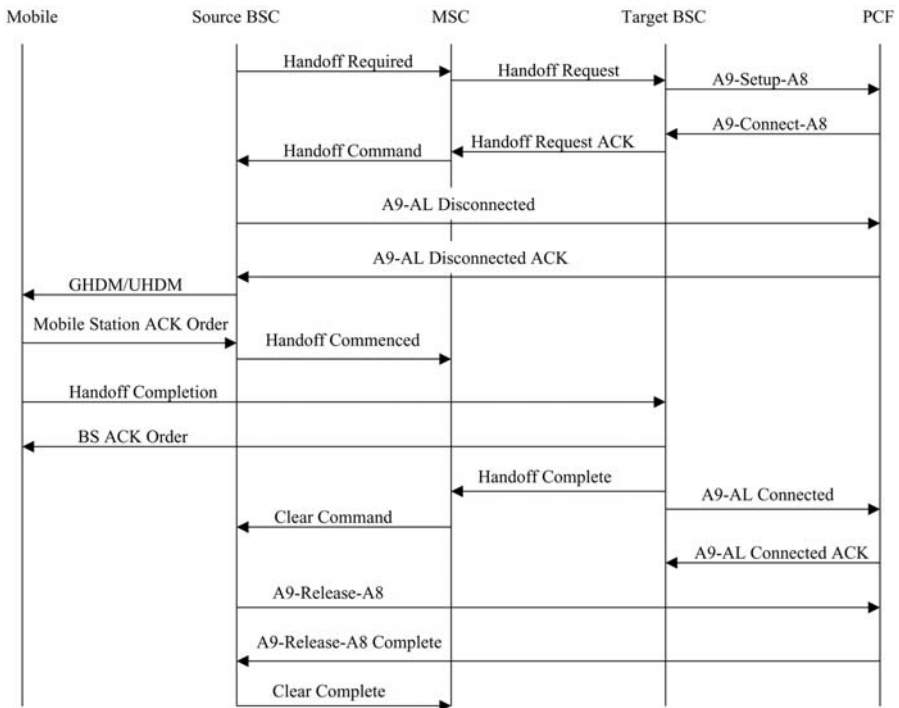 Mobile
Source BSC
MSC
Target BSC
PCF
Handoff Required
Handoff Request
A9-Setup-A8
A9-Connect-A8
Handoff Request ACK
Handoff Command
A9-AL Disconnected
A9-AL Disconnected ACK
GHDM/UHDM
Mobile Station ACK Order
Handoff Commenced
Handoff Completion
BS ACK Order
Handoff Complete
A9-AL Connected
Clear Command
A9-AL Connected ACK
A9-Release-A8
A9-Release-A8 Complete
Clear Complete